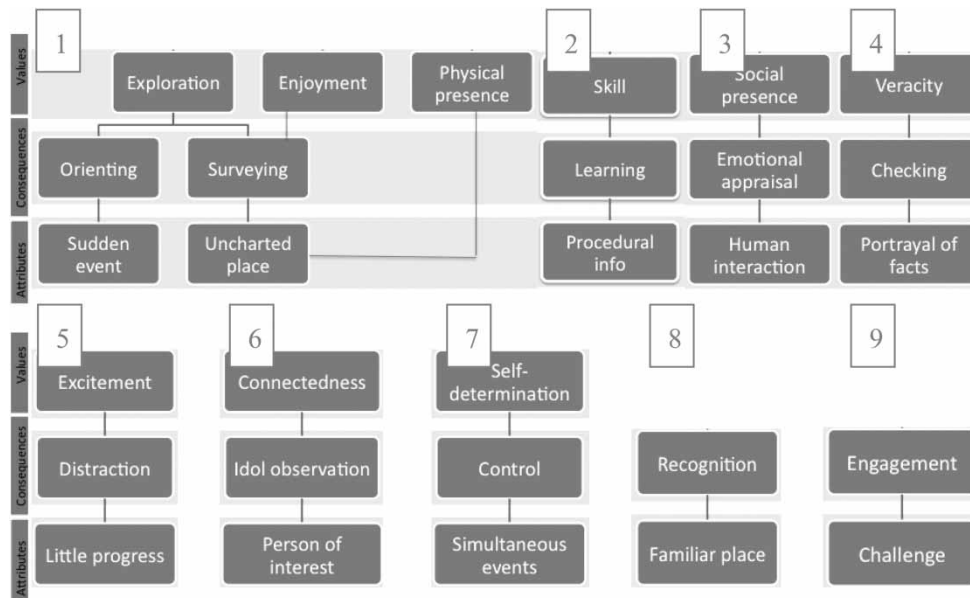 1
2
3
4
Values
Exploration
Enjoyment
Physical
presence
Skill
Social
presence
Veracity
Consequences
Orienting
Surveying
Learning
Emotional
appraisal
Checking
Attributes
Sudden
event
Uncharted
place
Procedural
info
Human
interaction
Portrayal of
facts
5
6
7
8
9
Values
Excitement
Connectedness
Self-
determination
Consequences
Distraction
Idol observation
Control
Recognition
Engagement
Attributes
Little progress
Person of
interest
Simultaneous
events
Familiar place
Challenge